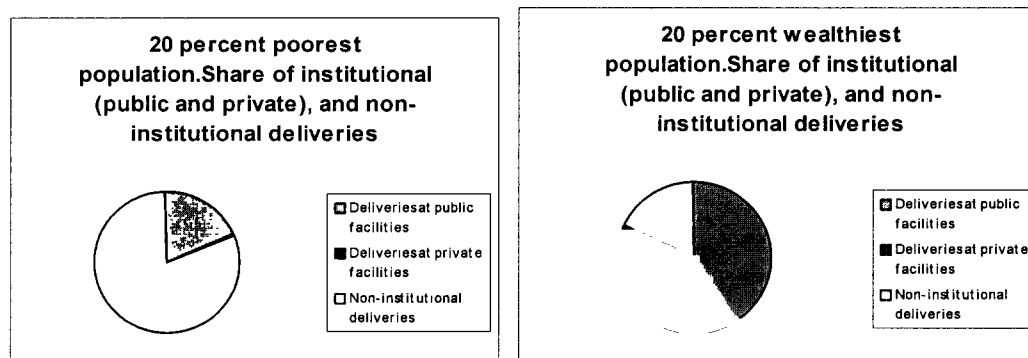 20 percent poorest
population.Share of institutional
(public and private), and non-
institutional deliveries
Deliveriesat public
facilities
Deliveriesat private
facilities
Non-institutional
deliveries
20 percent wealthiest
population.Share of institutional
(public and private), and non-
institutional deliveries
Deliveriesat public
facilities
Deliveriesat private
facilities
Non-institutional
deliveries